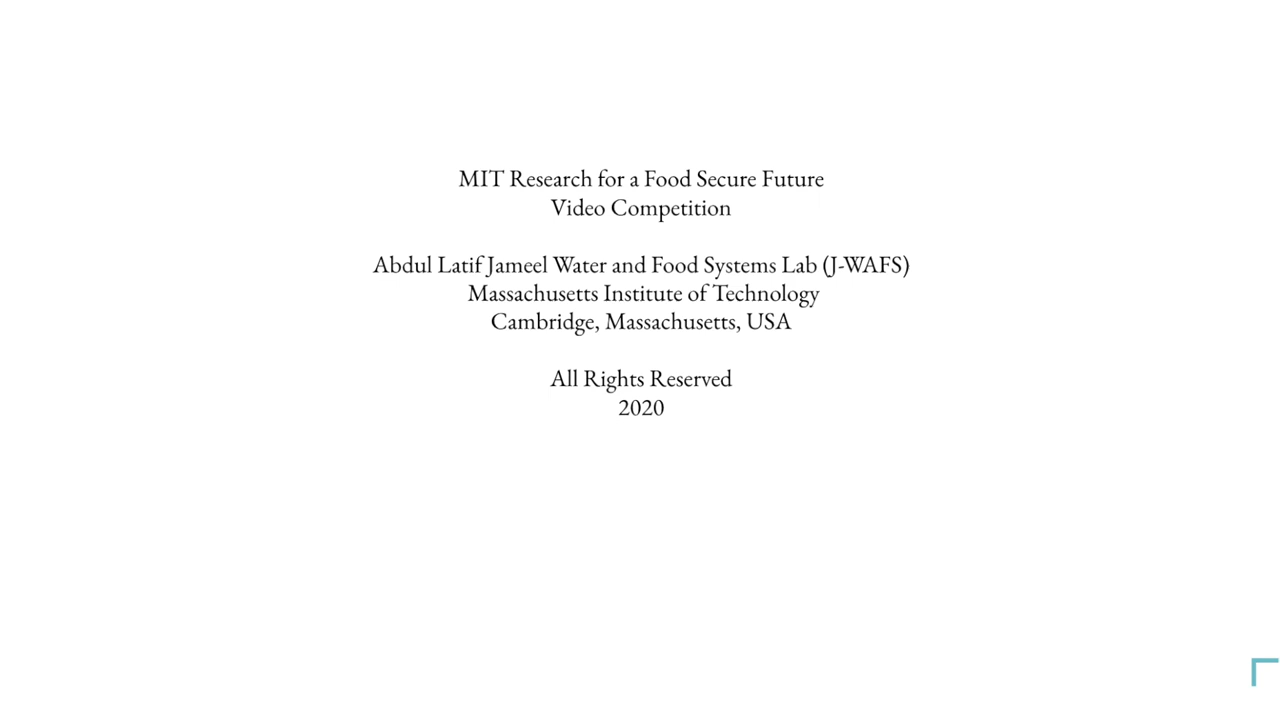 MIT Research for a Food Secure Future
Video Competition
Abdul Latif Jameel Water and Food Systems Lab (J-WAFS)
Massachusetts Institute of Technology
Cambridge, Massachusetts, USA
All Rights Reserved
2020